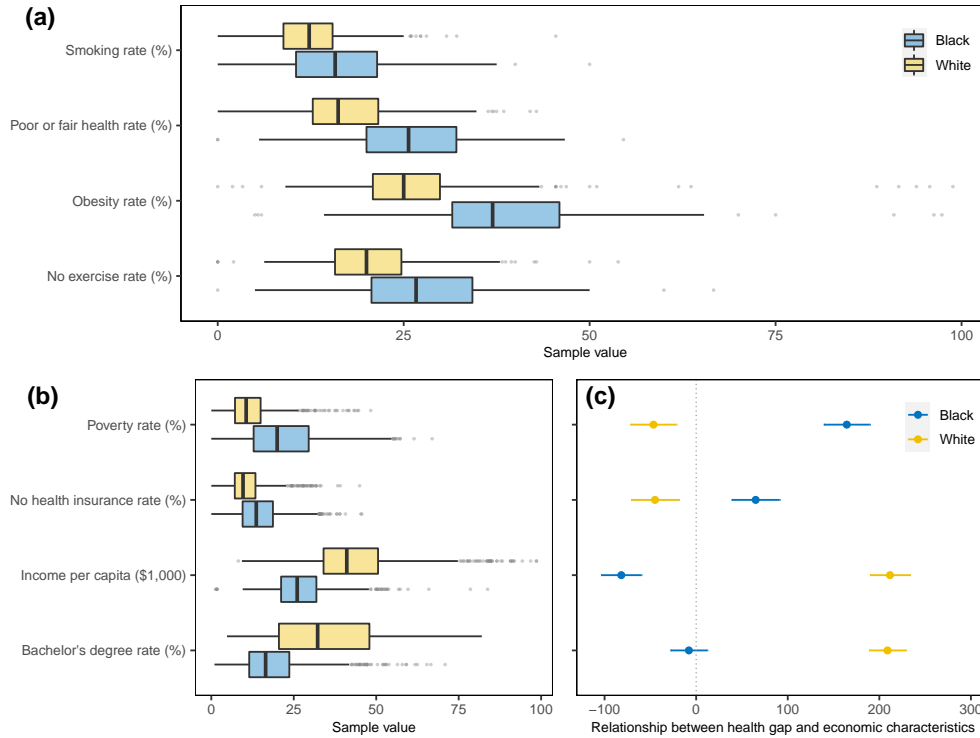 (a)
Smoking rate (%)
Poor or fair health rate (%)
Obesity rate (%)
No exercise rate (%)
Black
White
0 25 50 75 100
Sample value
(b)
Poverty rate (%)
No health insurance rate (%)
Income per capita ($1,000)
Bachelor's degree rate (%)
0 25 50 75 100
Sample value
(c)
Black
White
−100 0 100 200 300
Relationship between health gap and economic characteristics